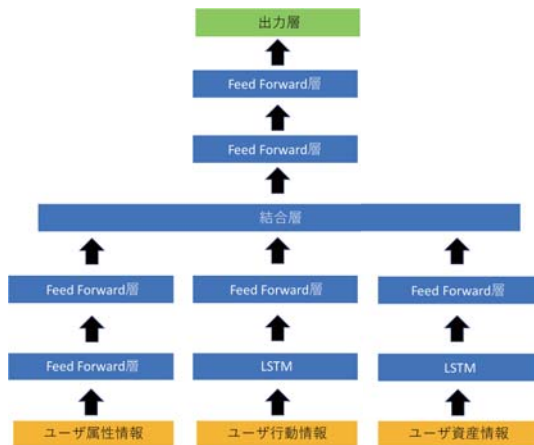 出力層
Feed Forward層
Feed Forward層
結合層
Feed Forward層
Feed Forward層
Feed Forward層
Feed Forward層
LSTM
LSTM
ユーザ属性情報
ユーザ行動情報
ユーザ資産情報